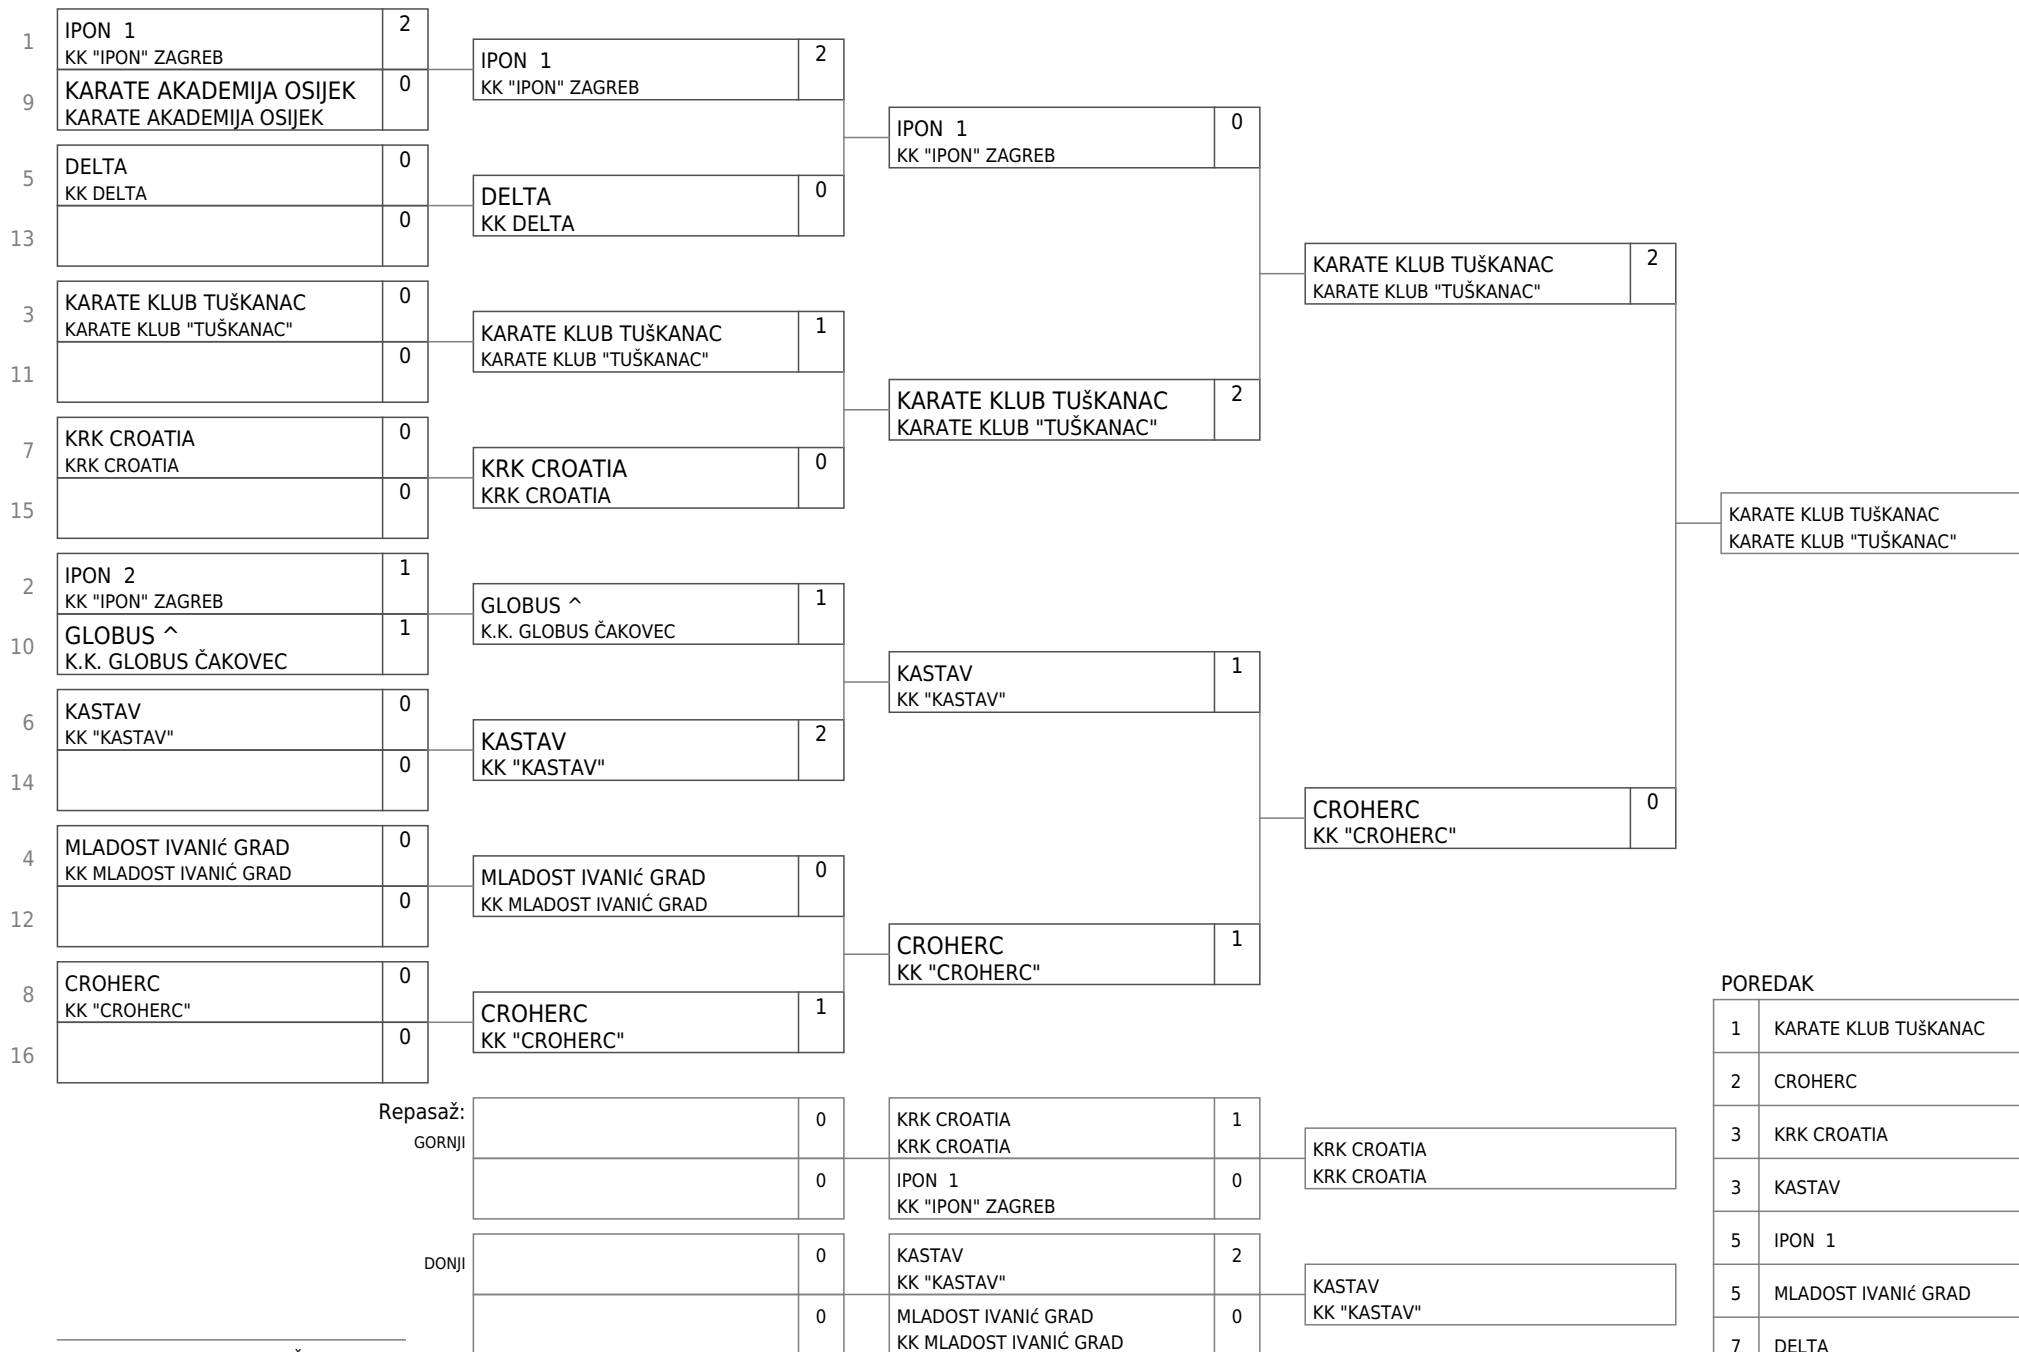 1
IPON 1
KK "IPON" ZAGREB
2
9
KARATE AKADEMIJA OSIJEK
KARATE AKADEMIJA OSIJEK
0
5
DELTA
KK DELTA
0
13
0
3
KARATE KLUB TUšKANAC
KARATE KLUB "TUŠKANAC"
0
11
0
7
KRK CROATIA
KRK CROATIA
0
15
0
2
IPON 2
KK "IPON" ZAGREB
1
10
GLOBUS ^
K.K. GLOBUS ČAKOVEC
1
6
KASTAV
KK "KASTAV"
0
14
0
4
MLADOST IVANIć GRAD
KK MLADOST IVANIĆ GRAD
0
12
0
8
CROHERC
KK "CROHERC"
0
16
0
IPON 1
KK "IPON" ZAGREB
2
DELTA
KK DELTA
0
KARATE KLUB TUšKANAC
KARATE KLUB "TUŠKANAC"
1
KRK CROATIA
KRK CROATIA
0
GLOBUS ^
K.K. GLOBUS ČAKOVEC
1
KASTAV
KK "KASTAV"
2
MLADOST IVANIć GRAD
KK MLADOST IVANIĆ GRAD
0
CROHERC
KK "CROHERC"
1
IPON 1
KK "IPON" ZAGREB
0
KARATE KLUB TUšKANAC
KARATE KLUB "TUŠKANAC"
2
KASTAV
KK "KASTAV"
1
CROHERC
KK "CROHERC"
1
KARATE KLUB TUšKANAC
KARATE KLUB "TUŠKANAC"
2
CROHERC
KK "CROHERC"
0
KARATE KLUB TUšKANAC
KARATE KLUB "TUŠKANAC"
Repasaž:
GORNJI
0
0
KRK CROATIA
KRK CROATIA
1
IPON 1
KK "IPON" ZAGREB
0
KRK CROATIA
KRK CROATIA
DONJI
0
0
KASTAV
KK "KASTAV"
2
MLADOST IVANIć GRAD
KK MLADOST IVANIĆ GRAD
0
KASTAV
KK "KASTAV"
POREDAK
1 KARATE KLUB TUšKANAC
2 CROHERC
3 KRK CROATIA
3 KASTAV
5 IPON 1
5 MLADOST IVANIć GRAD
7 DELTA